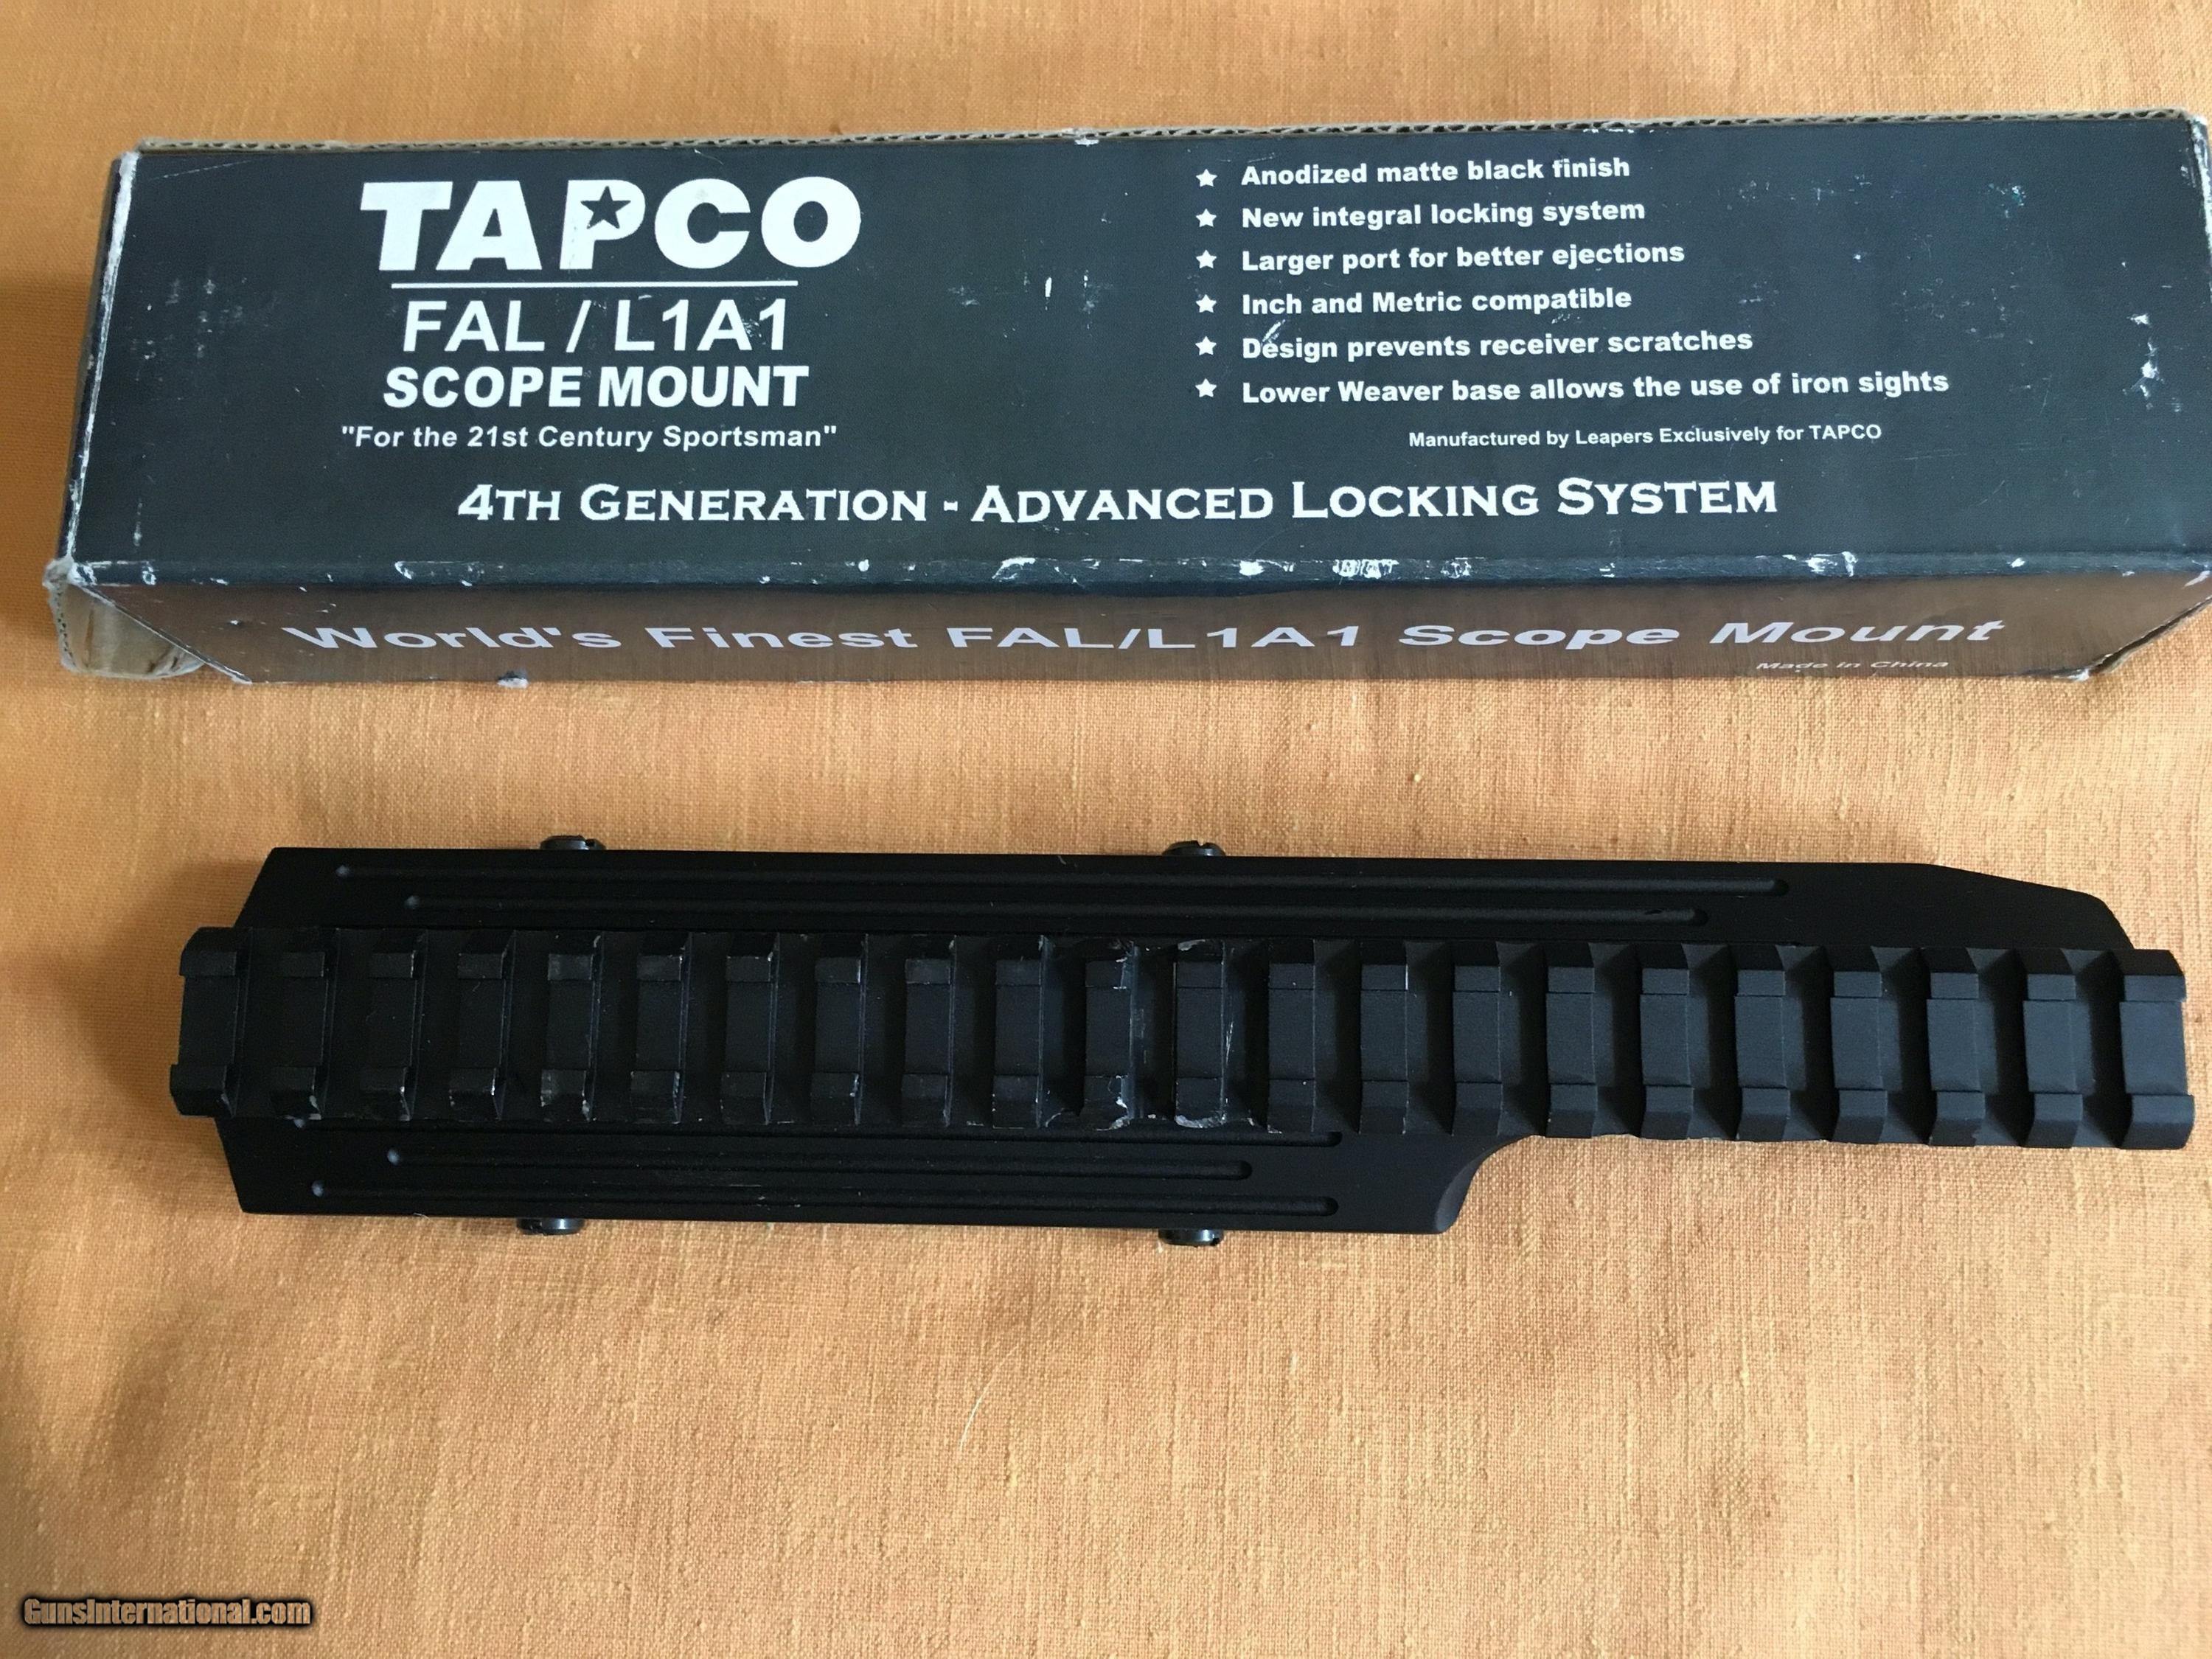 TAPCO
FAL / L1A1
SCOPE MOUNT
"For the 21st Century Sportsman"
Anodized matte black finish
New integral locking system
Larger port for better ejections
Inch and Metric compatible
Design prevents receiver scratches
Lower Weaver base allows the use of iron sights
Manufactured by Leapers Exclusively for TAPCO
4TH GENERATION - ADVANCED LOCKING SYSTEM
World's Finest FAL/L1A1 Scope Mount
Made in China
GunsInternational.com